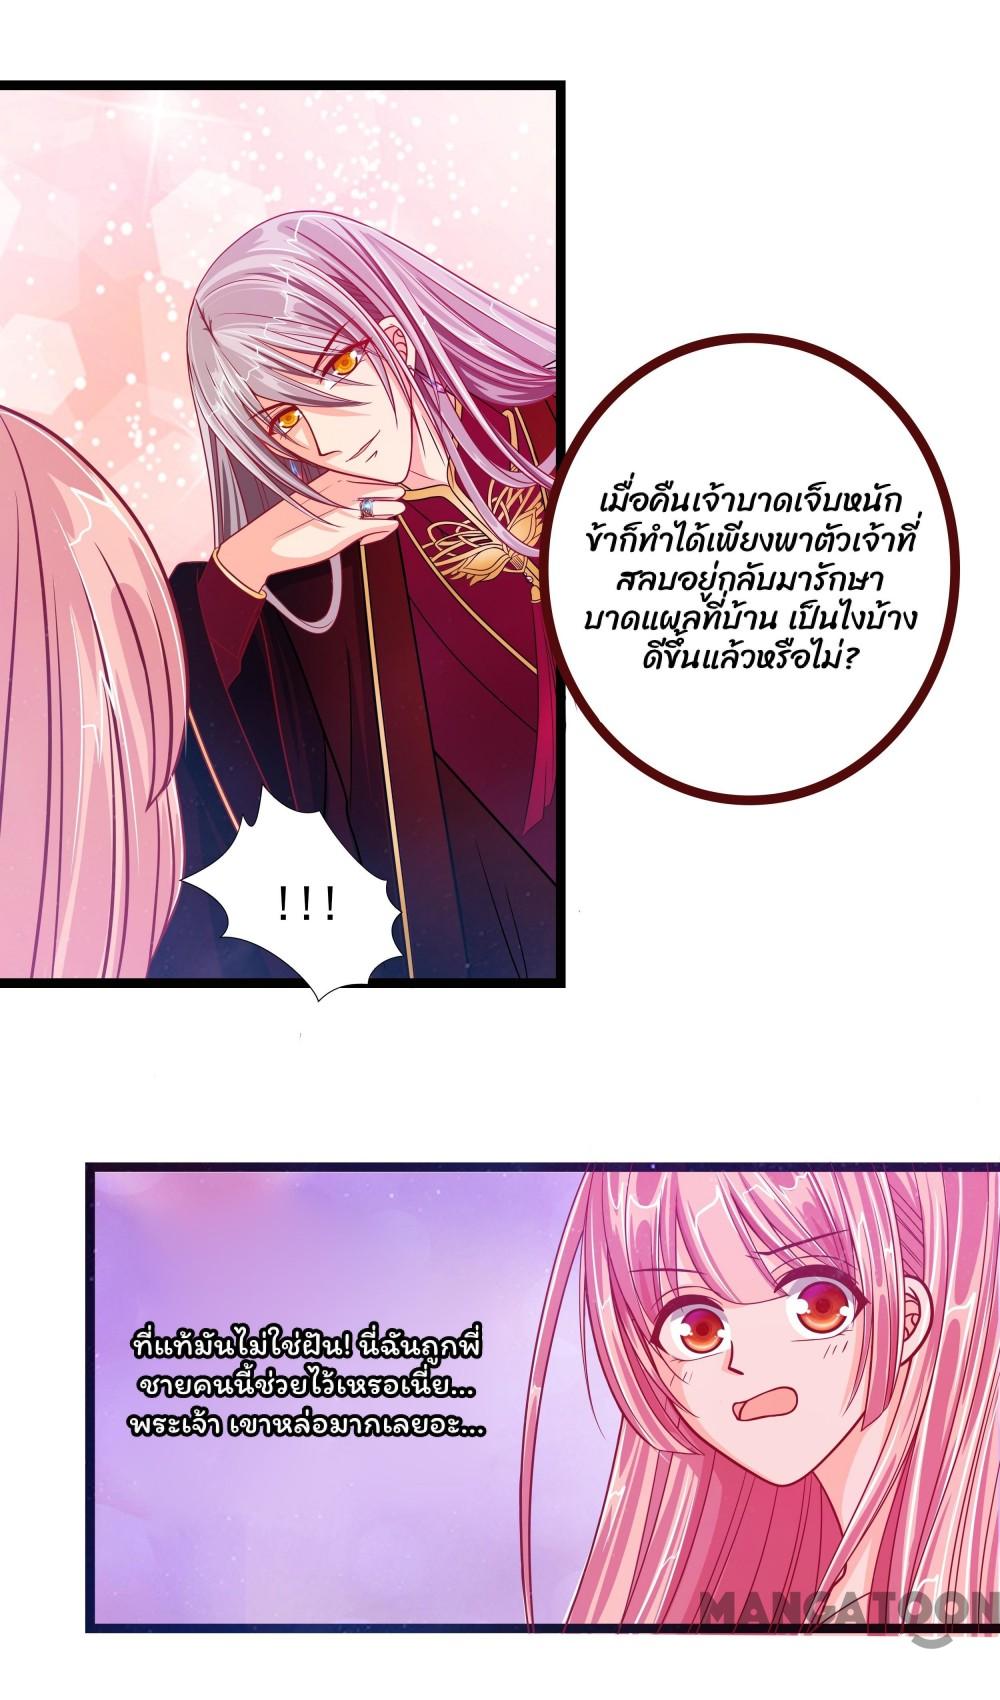 เมื่อคืนเจ้าบาดเจ็บหนัก
ข้าก็ทำได้เพียงพาตัวเจ้าที่
สลบอยู่กลับมารักษา
บาดแผลที่บ้าน เป็นไงบ้าง
ดีขึ้นแล้วหรือไม่?
!!!
ที่แท้มันไม่ใช่ฝัน! นี่ฉันถูกพี่
ชายคนนี้ช่วยไว้เหรอเนี่ย...
พระเจ้า เขาหล่อมากเลยอะ...
MANGATOON